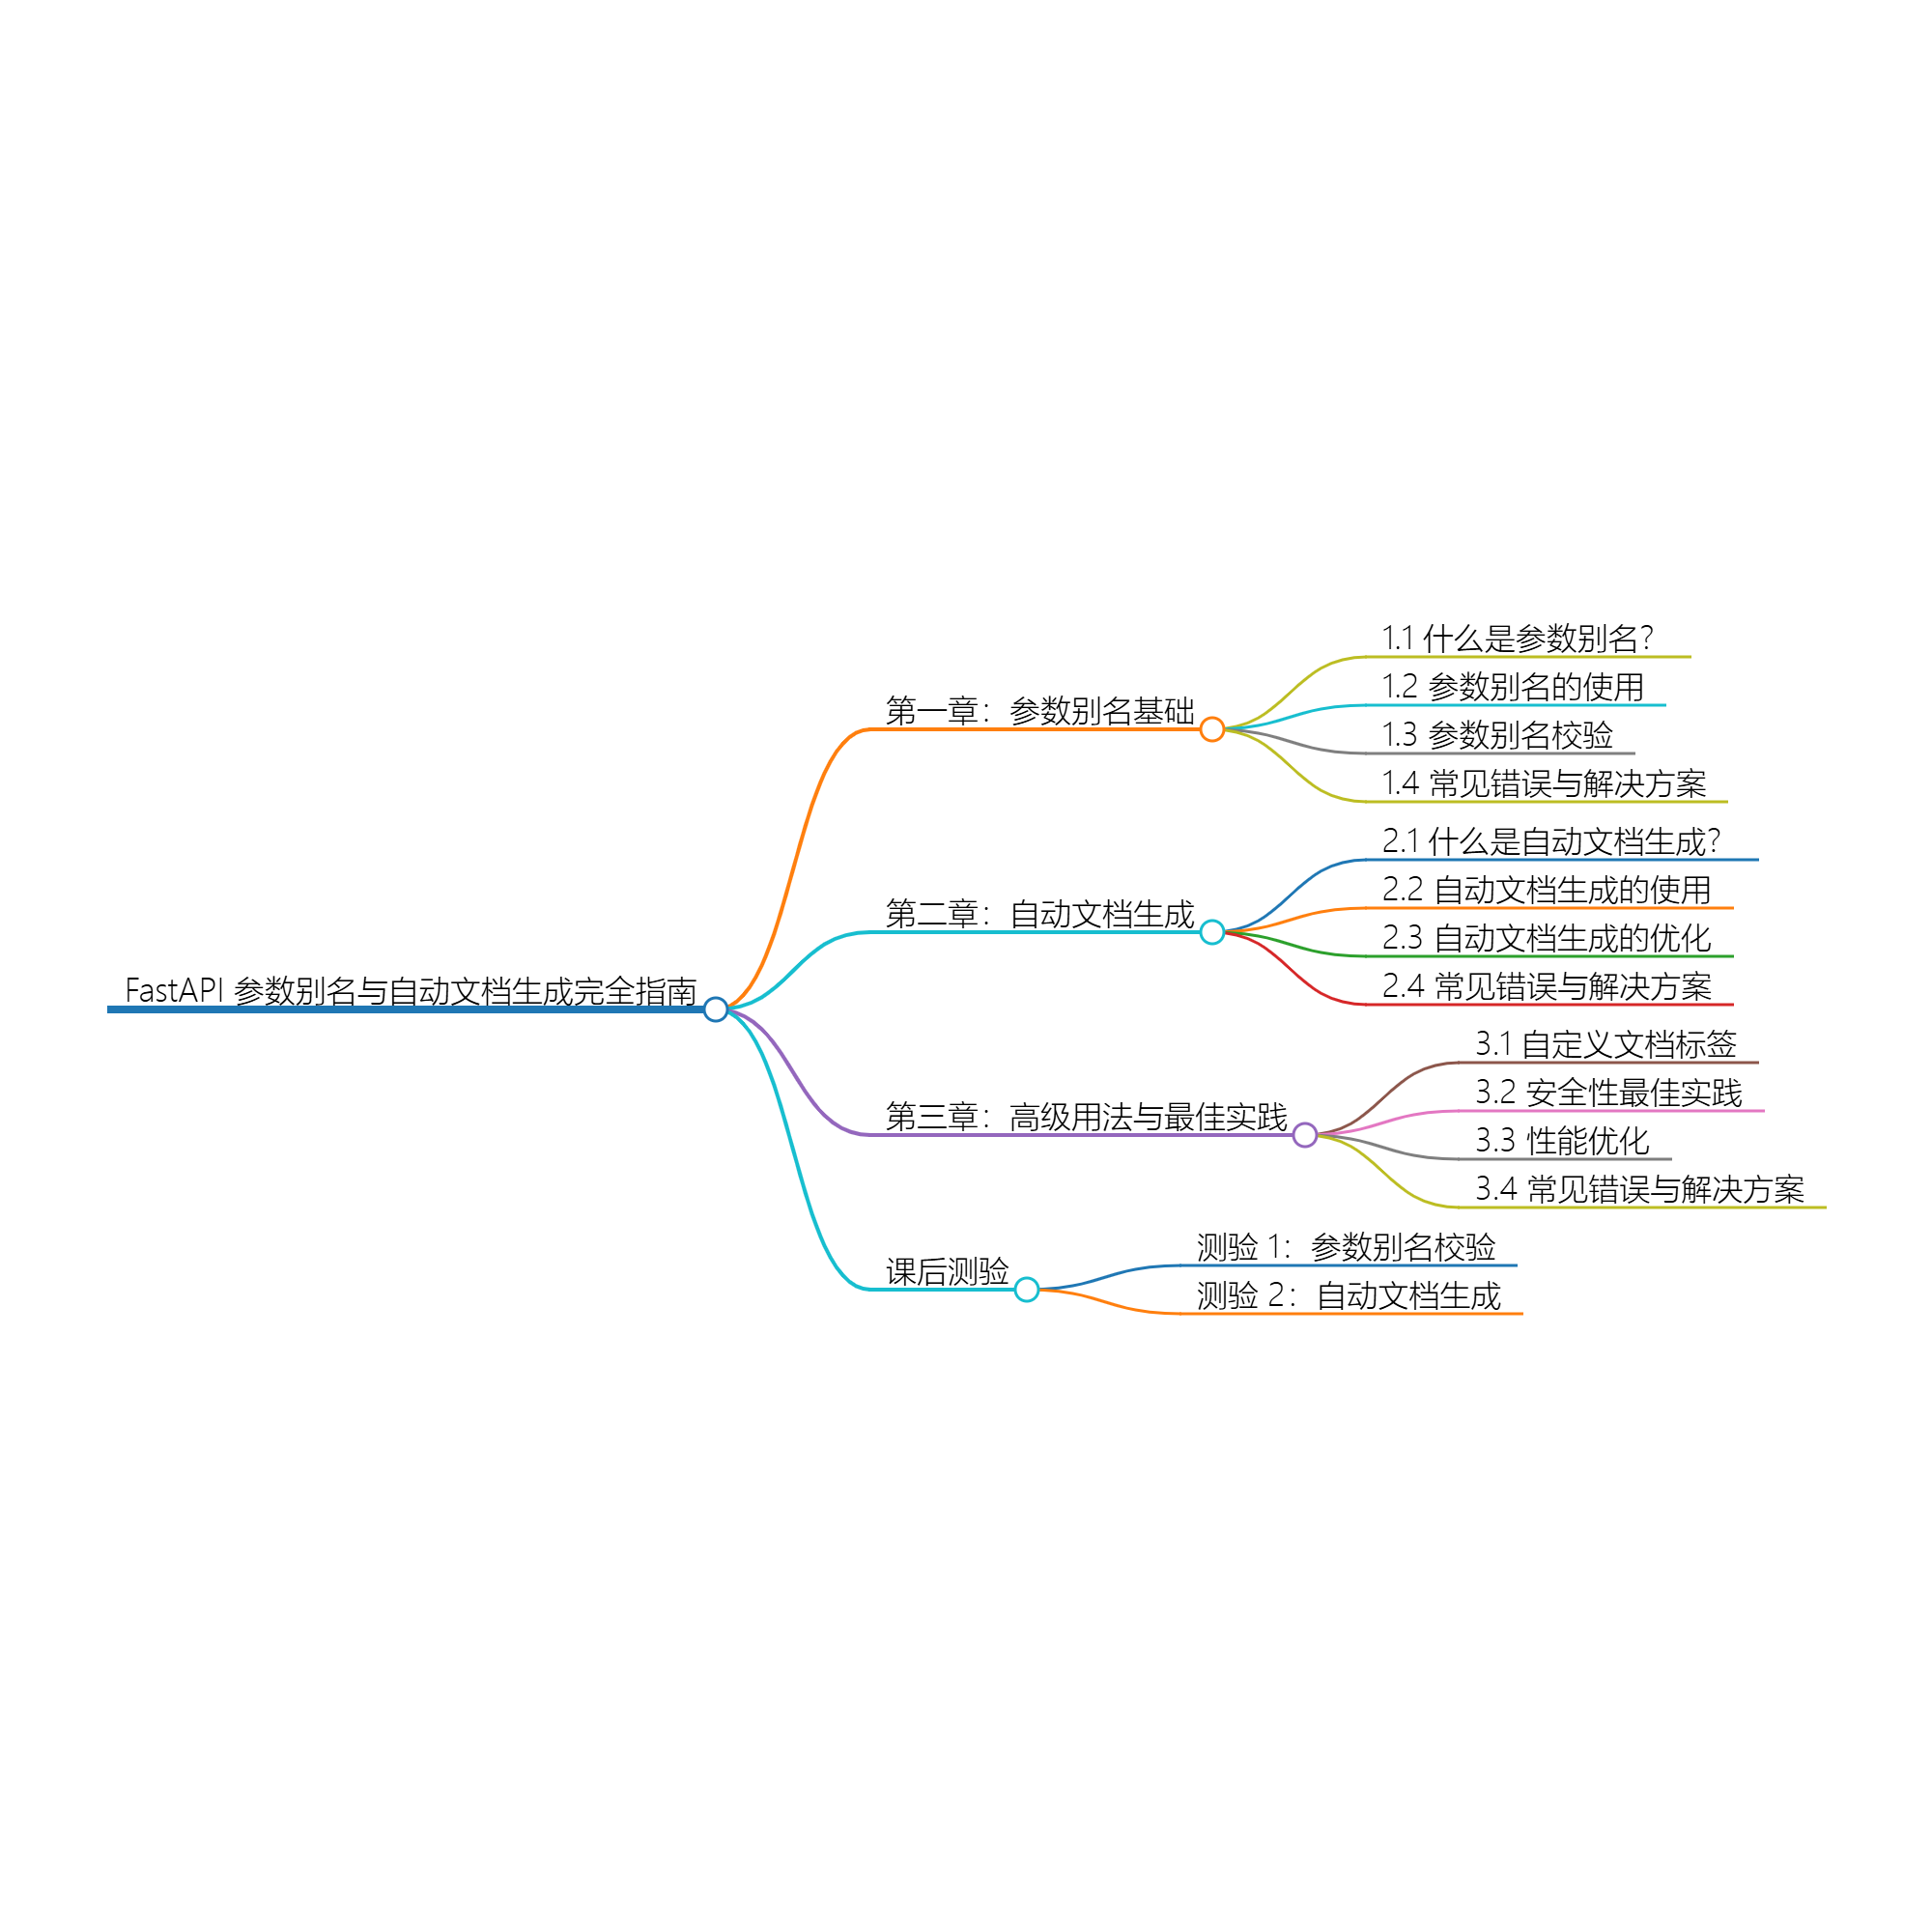 FastAPI 参数别名与自动文档生成完全指南
第一章：参数别名基础
1.1 什么是参数别名？
1.2 参数别名的使用
1.3 参数别名校验
1.4 常见错误与解决方案
第二章：自动文档生成
2.1 什么是自动文档生成？
2.2 自动文档生成的使用
2.3 自动文档生成的优化
2.4 常见错误与解决方案
第三章：高级用法与最佳实践
3.1 自定义文档标签
3.2 安全性最佳实践
3.3 性能优化
3.4 常见错误与解决方案
课后测验
测验 1：参数别名校验
测验 2：自动文档生成